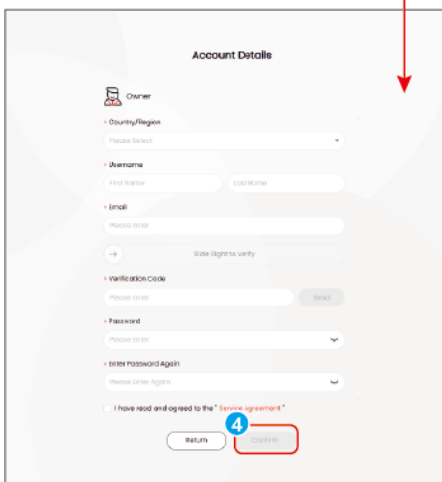 Account Details
Owner
* Country/Region
Please Select
* Username
First Name Last Name
* Email
Please Enter
Slide Right to Verify
* Verification Code
Please Enter Send
* Password
Please Enter
* Enter Password Again
Please Enter Again
I have read and agreed to the " Service Agreement "
4
Return Confirm